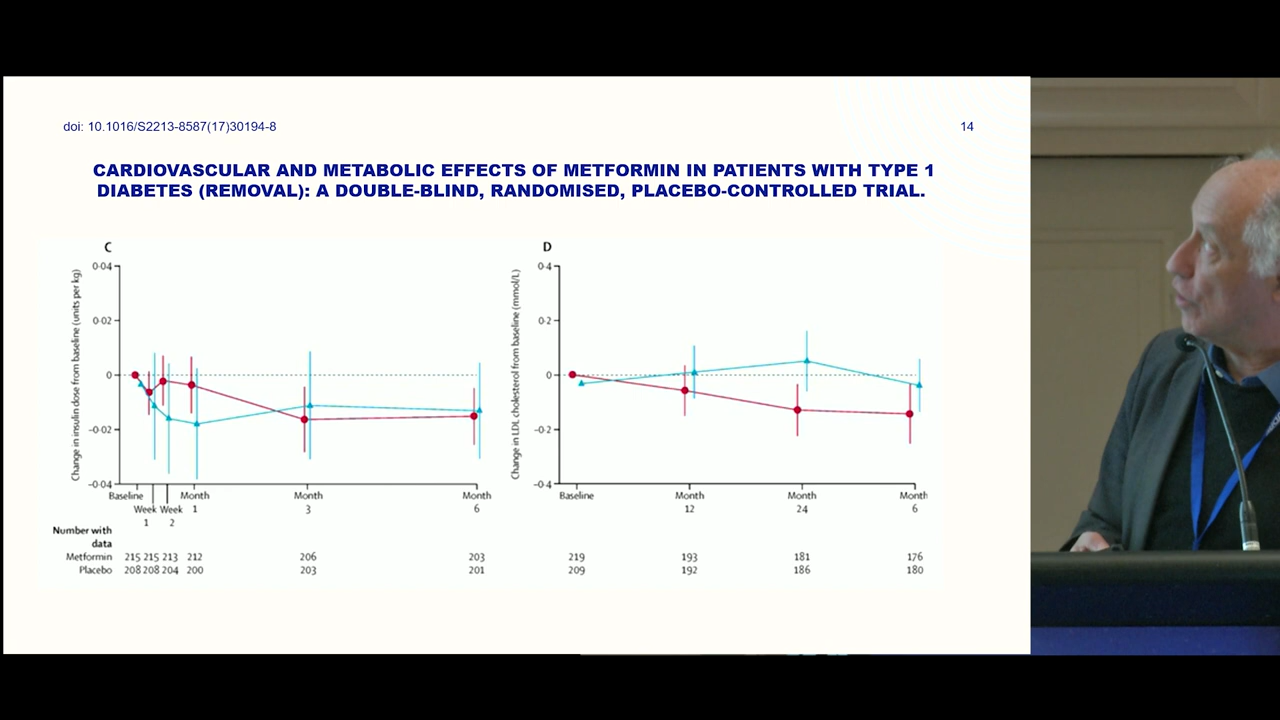 doi: 10.1016/S2213-8587(17)30194-8
14
CARDIOVASCULAR AND METABOLIC EFFECTS OF METFORMIN IN PATIENTS WITH TYPE 1
DIABETES (REMOVAL): A DOUBLE-BLIND, RANDOMISED, PLACEBO-CONTROLLED TRIAL.
C
Change in insulin dose from baseline (units per kg)
0·04
0·02
0
–0·02
–0·04
Baseline
Week
1
Week
2
Month
1
Month
3
Month
6
Number with
data
Metformin 215 215 213 212 206 203
Placebo 208 208 204 200 203 201
D
Change in LDL cholesterol from baseline (mmol/L)
0·4
0·2
0
–0·2
–0·4
Baseline
Month
12
Month
24
Month
6
219 193 181 176
209 192 186 180